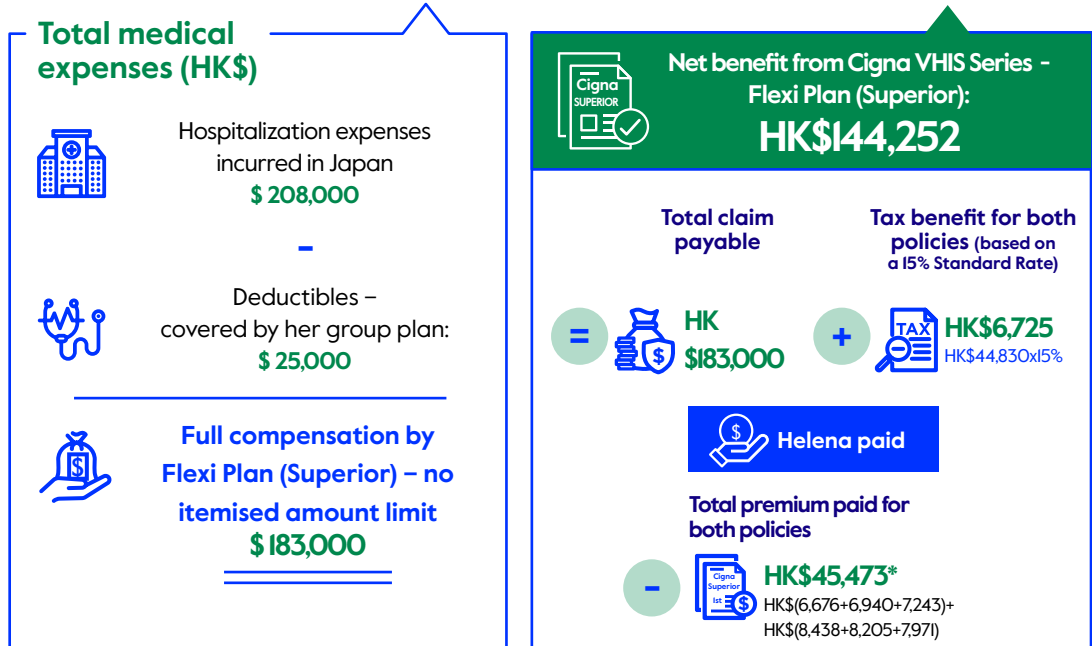 Total medical
expenses (HK$)
Hospitalization expenses
incurred in Japan
$ 208,000
-
Deductibles –
covered by her group plan:
$ 25,000
$
Full compensation by
Flexi Plan (Superior) – no
itemised amount limit
$ 183,000
Cigna
SUPERIOR
Net benefit from Cigna VHIS Series -
Flexi Plan (Superior):
HK$144,252
Total claim
payable
Tax benefit for both
policies (based on
a 15% Standard Rate)
=
$
HK
$183,000
+
TAX
HK$6,725
HK$44,830x15%
$
Helena paid
Total premium paid for
both policies
-
Cigna
Superior
1st
$
HK$45,473*
HK$(6,676+6,940+7,243)+
HK$(8,438+8,205+7,971)